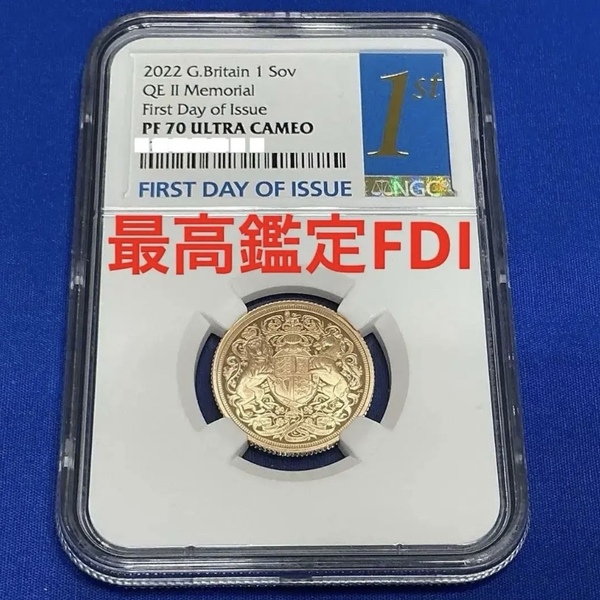 2022 G.Britain 1 Sov
QE II Memorial
First Day of Issue
PF 70 ULTRA CAMEO
FIRST DAY OF ISSUE
1st
NGC
最高鑑定FDI